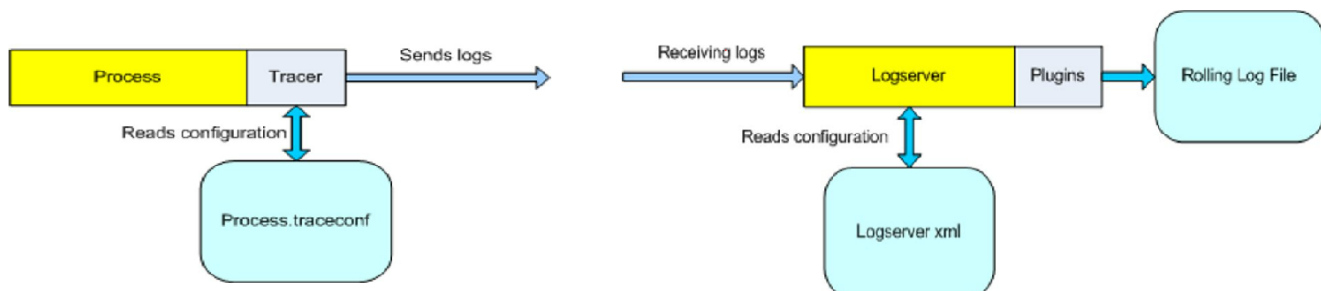 Process
Tracer
Sends logs
Reads configuration
Process.traceconf
Receiving logs
Logserver
Plugins
Rolling Log File
Reads configuration
Logserver xml